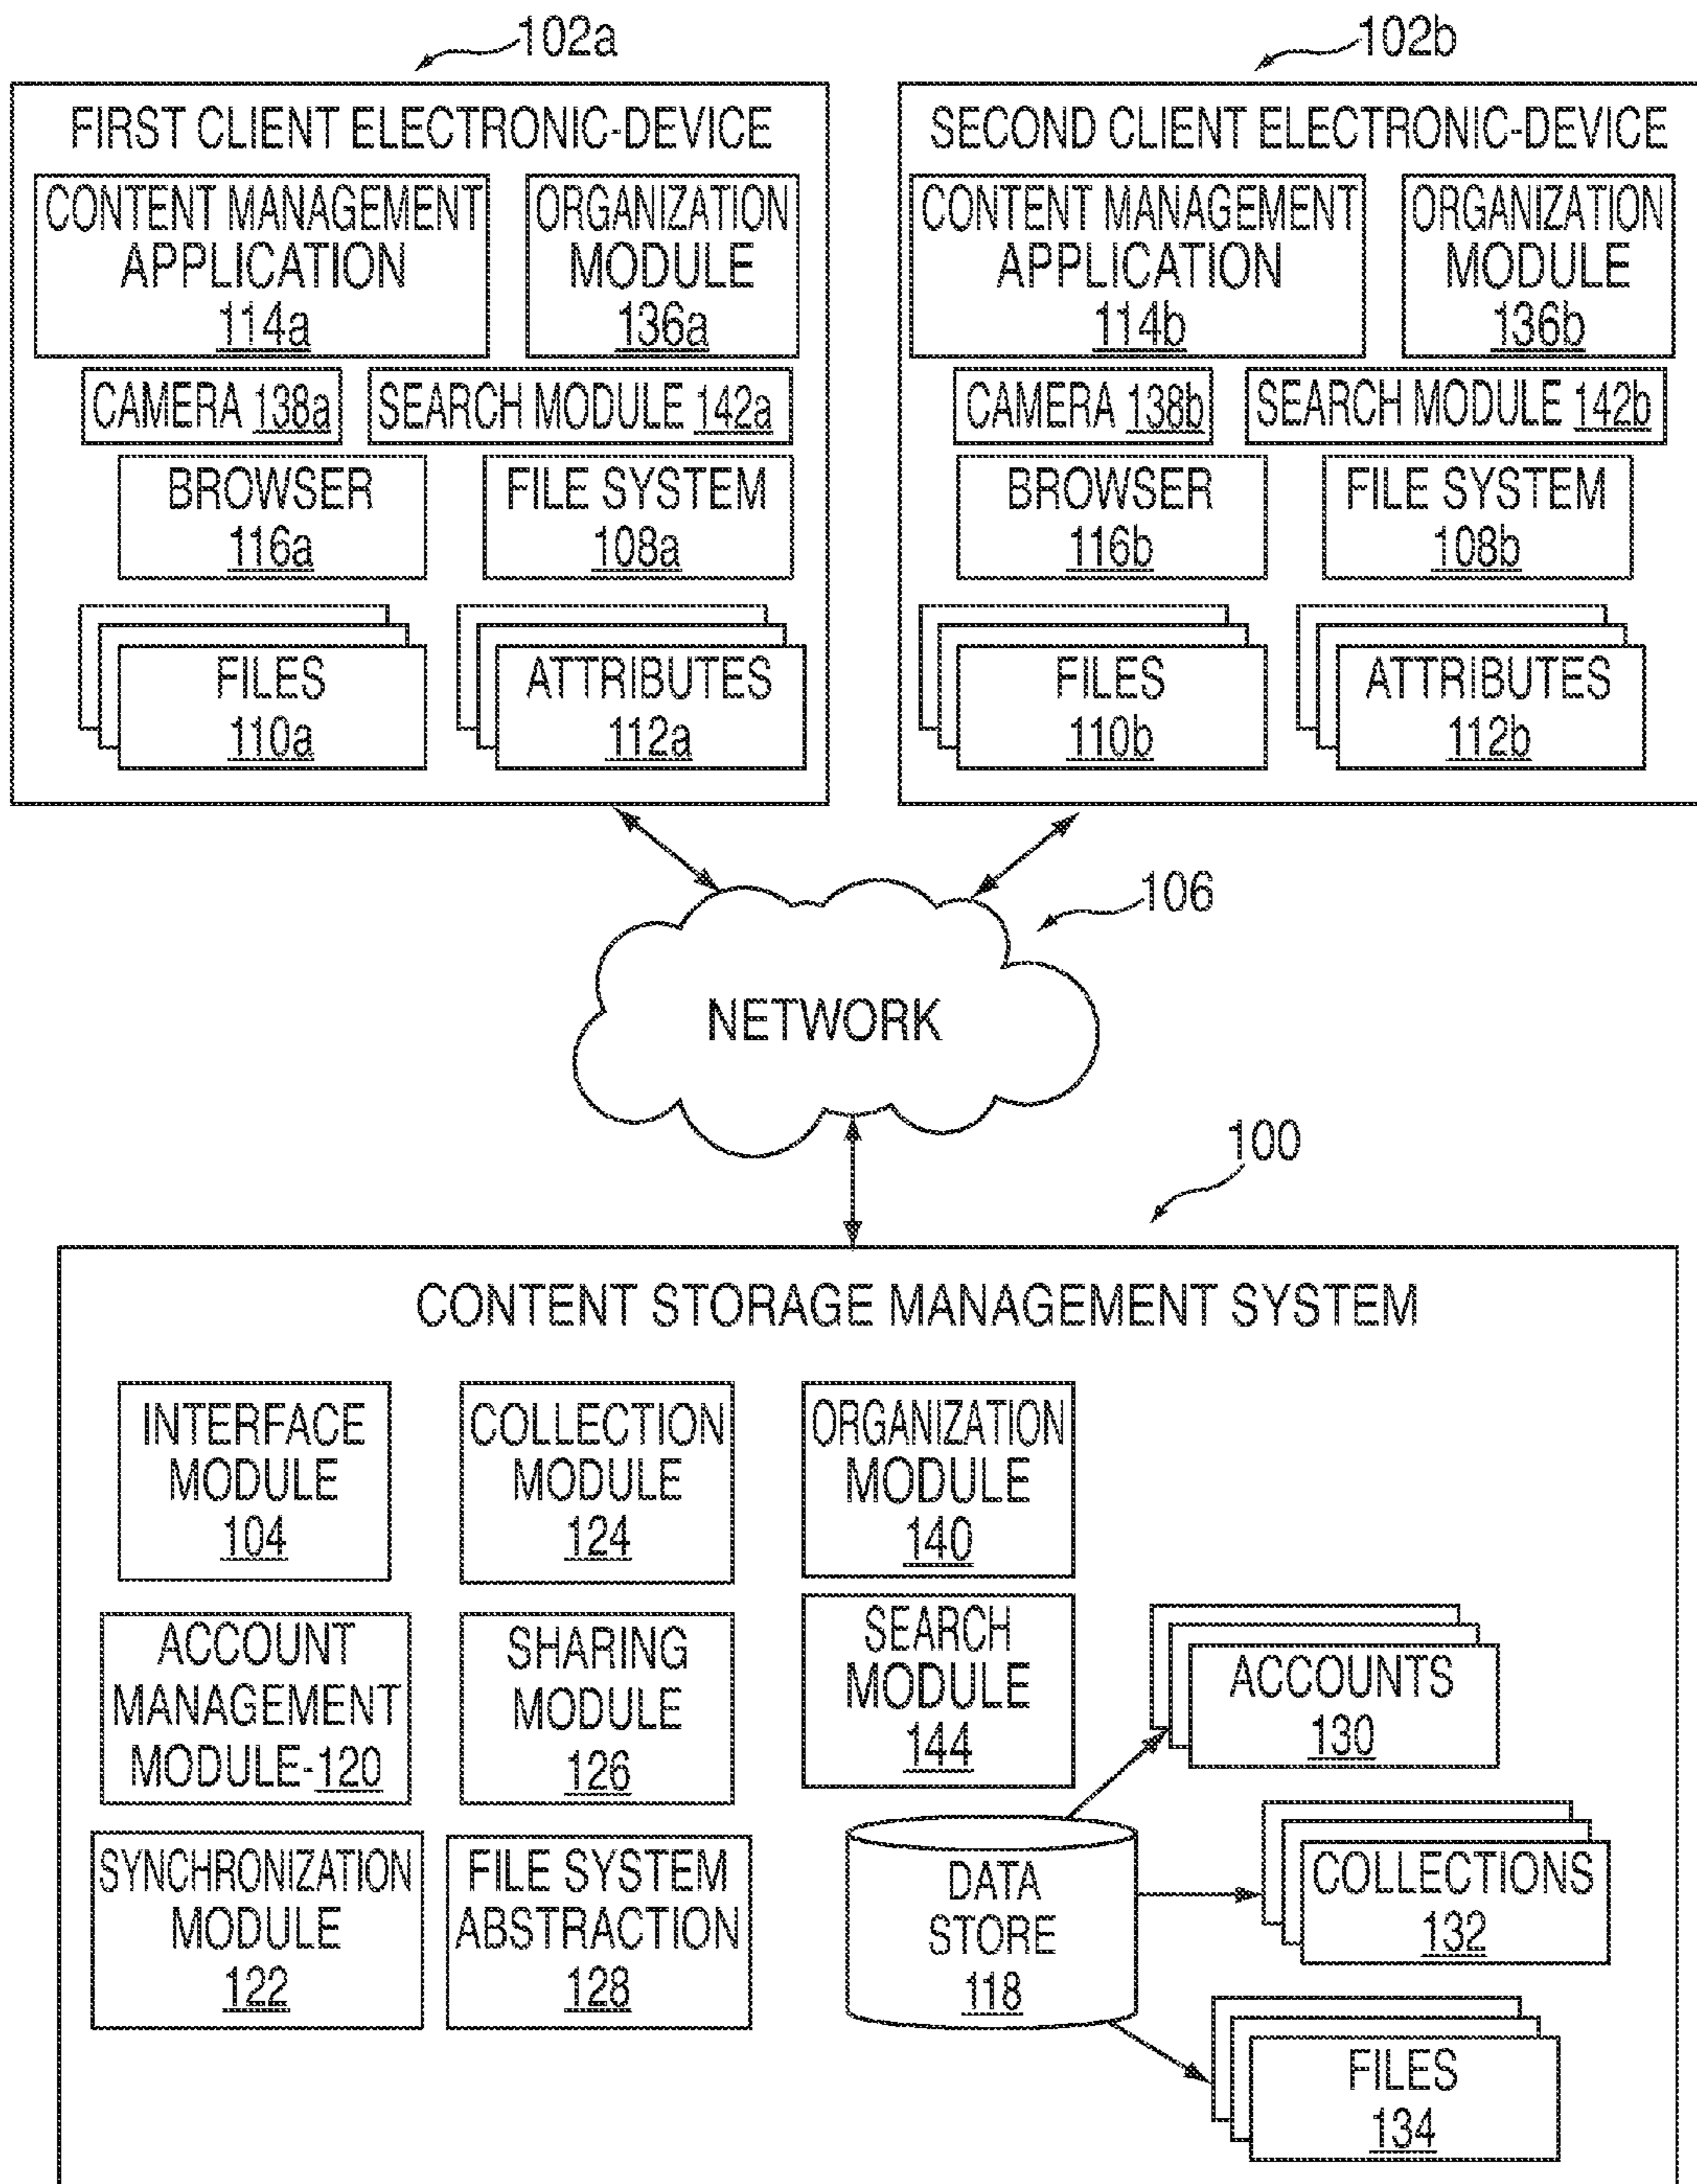 102a
102b
FIRST CLIENT ELECTRONIC-DEVICE
CONTENT MANAGEMENT
APPLICATION
114a
ORGANIZATION
MODULE
136a
CAMERA 138a
SEARCH MODULE 142a
BROWSER
116a
FILE SYSTEM
108a
FILES
110a
ATTRIBUTES
112a
SECOND CLIENT ELECTRONIC-DEVICE
CONTENT MANAGEMENT
APPLICATION
114b
ORGANIZATION
MODULE
136b
CAMERA 138b
SEARCH MODULE 142b
BROWSER
116b
FILE SYSTEM
108b
FILES
110b
ATTRIBUTES
112b
106
NETWORK
100
CONTENT STORAGE MANAGEMENT SYSTEM
INTERFACE
MODULE
104
COLLECTION
MODULE
124
ORGANIZATION
MODULE
140
ACCOUNT
MANAGEMENT
MODULE-120
SHARING
MODULE
126
SEARCH
MODULE
144
SYNCHRONIZATION
MODULE
122
FILE SYSTEM
ABSTRACTION
128
DATA
STORE
118
ACCOUNTS
130
COLLECTIONS
132
FILES
134